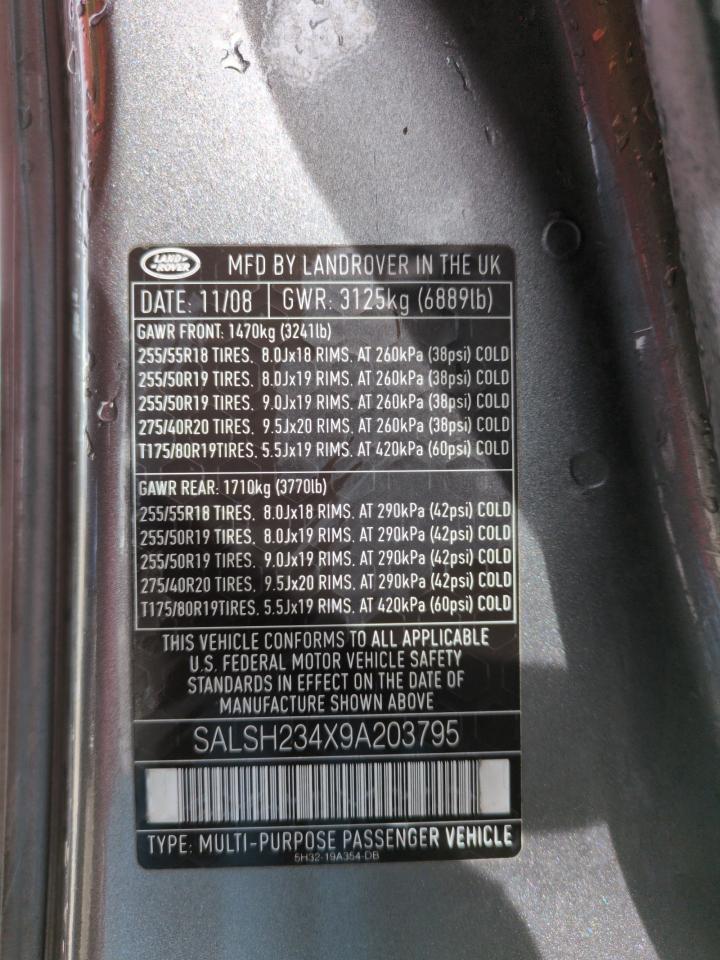 LAND ROVER
MFD BY LANDROVER IN THE UK
DATE: 11/08 GWR: 3125kg (6889lb)
GAWR FRONT: 1470kg (3241lb)
255/55R18 TIRES, 8.0Jx18 RIMS, AT 260kPa (38psi) COLD
255/50R19 TIRES, 8.0Jx19 RIMS, AT 260kPa (38psi) COLD
255/50R19 TIRES, 9.0Jx19 RIMS, AT 260kPa (38psi) COLD
275/40R20 TIRES, 9.5Jx20 RIMS, AT 260kPa (38psi) COLD
T175/80R19TIRES, 5.5Jx19 RIMS, AT 420kPa (60psi) COLD
GAWR REAR: 1710kg (3770lb)
255/55R18 TIRES, 8.0Jx18 RIMS, AT 290kPa (42psi) COLD
255/50R19 TIRES, 8.0Jx19 RIMS, AT 290kPa (42psi) COLD
255/50R19 TIRES, 9.0Jx19 RIMS, AT 290kPa (42psi) COLD
275/40R20 TIRES, 9.5Jx20 RIMS, AT 290kPa (42psi) COLD
T175/80R19TIRES, 5.5Jx19 RIMS, AT 420kPa (60psi) COLD
THIS VEHICLE CONFORMS TO ALL APPLICABLE
U.S. FEDERAL MOTOR VEHICLE SAFETY
STANDARDS IN EFFECT ON THE DATE OF
MANUFACTURE SHOWN ABOVE
SALSH234X9A203795
TYPE: MULTI-PURPOSE PASSENGER VEHICLE
5H32-19A354-DB